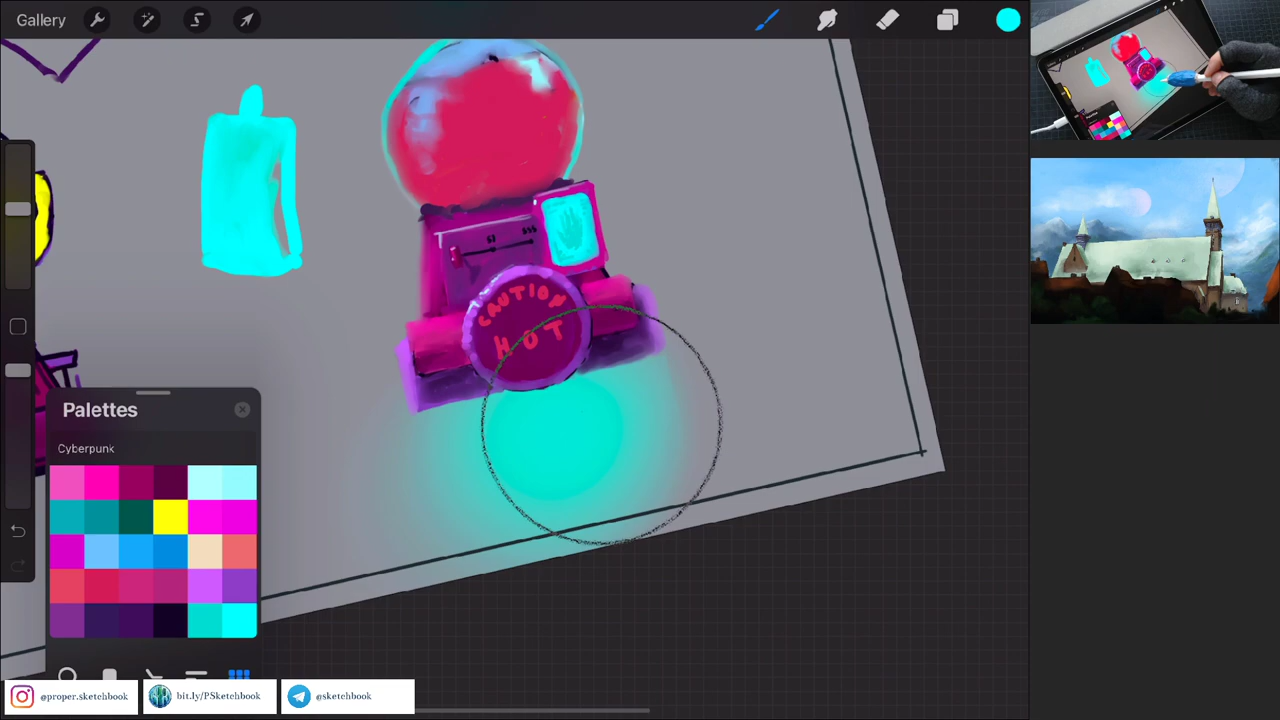 Gallery
CAUTION
HOT
Palettes
Cyberpunk
@proper.sketchbook
bit.ly/PSketchbook
@sketchbook